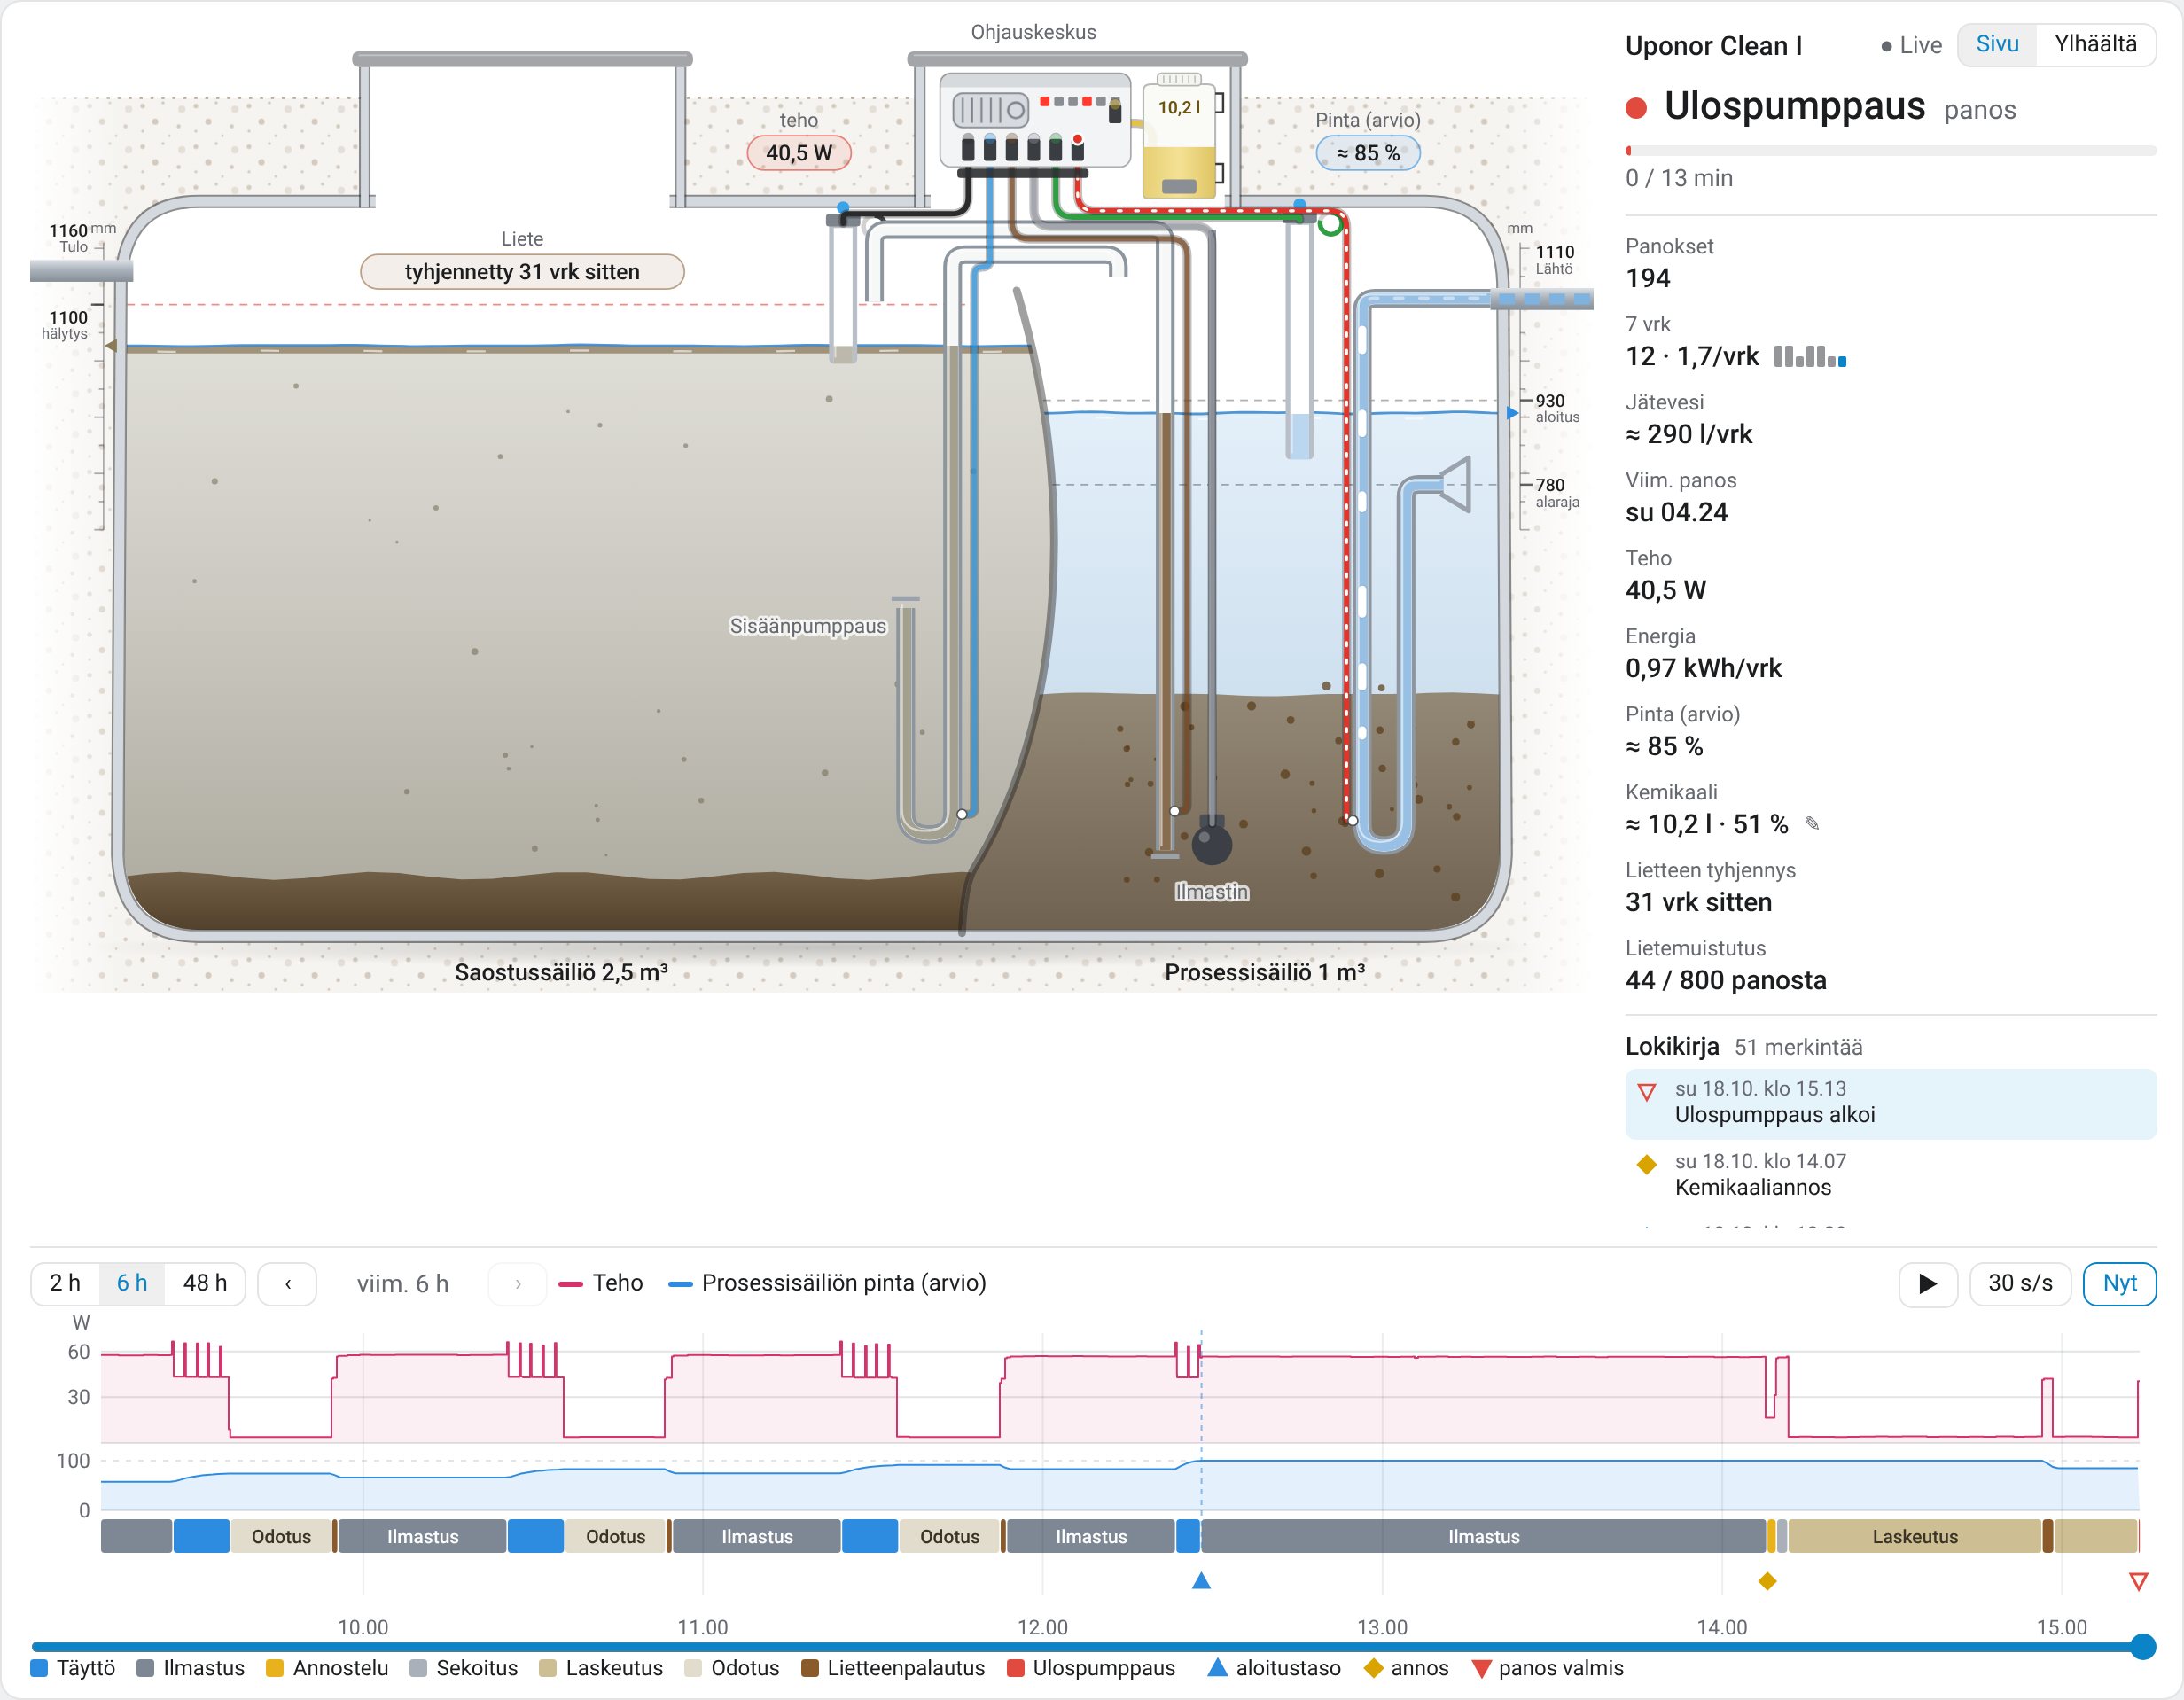 Ohjauskeskus
10,2 l
teho
40,5 W
Pinta (arvio)
≈ 85 %
1160 mm
Tulo
Liete
tyhjennetty 31 vrk sitten
1100
hälytys
mm
1110
Lähtö
930
aloitus
780
alaraja
Sisäänpumppaus
Ilmastin
Saostussäiliö 2,5 m³
Prosessisäiliö 1 m³
Uponor Clean I
Live
Sivu
Ylhäältä
Ulospumppaus panos
0 / 13 min
Panokset
194
7 vrk
12 · 1,7/vrk
Jätevesi
≈ 290 l/vrk
Viim. panos
su 04.24
Teho
40,5 W
Energia
0,97 kWh/vrk
Pinta (arvio)
≈ 85 %
Kemikaali
≈ 10,2 l · 51 %
Lietteen tyhjennys
31 vrk sitten
Lietemuistutus
44 / 800 panosta
Lokikirja 51 merkintää
su 18.10. klo 15.13
Ulospumppaus alkoi
su 18.10. klo 14.07
Kemikaaliannos
2 h 6 h 48 h ‹ viim. 6 h › Teho Prosessisäiliön pinta (arvio) 30 s/s Nyt
W
60
30
100
0
Odotus Ilmastus Odotus Ilmastus Odotus Ilmastus Ilmastus Laskeutus
10.00 11.00 12.00 13.00 14.00 15.00
Täyttö Ilmastus Annostelu Sekoitus Laskeutus Odotus Lietteenpalautus Ulospumppaus aloitustaso annos panos valmis